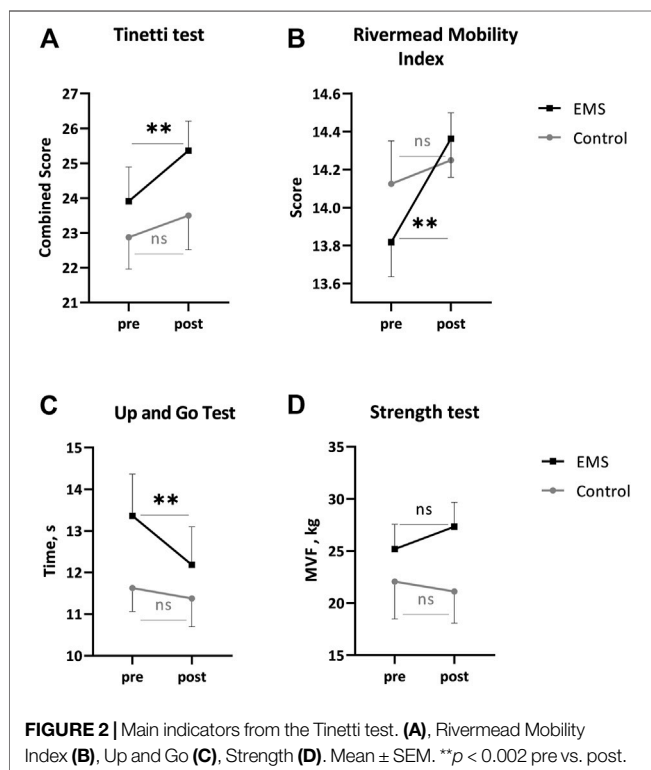 A
Tinetti test
Combined Score
27
26
25
24
23
22
21
**
ns
pre
post
B
Rivermead Mobility
Index
Score
14.6
14.4
14.2
14.0
13.8
13.6
ns
**
pre
post
EMS
Control
C
Up and Go Test
Time, s
15
14
13
12
11
10
**
ns
pre
post
D
Strength test
MVF , kg
35
30
25
20
15
ns
ns
pre
post
EMS
Control
FIGURE 2 | Main indicators from the Tinetti test. (A), Rivermead Mobility
Index (B), Up and Go (C), Strength (D). Mean ± SEM. **p < 0.002 pre vs. post.